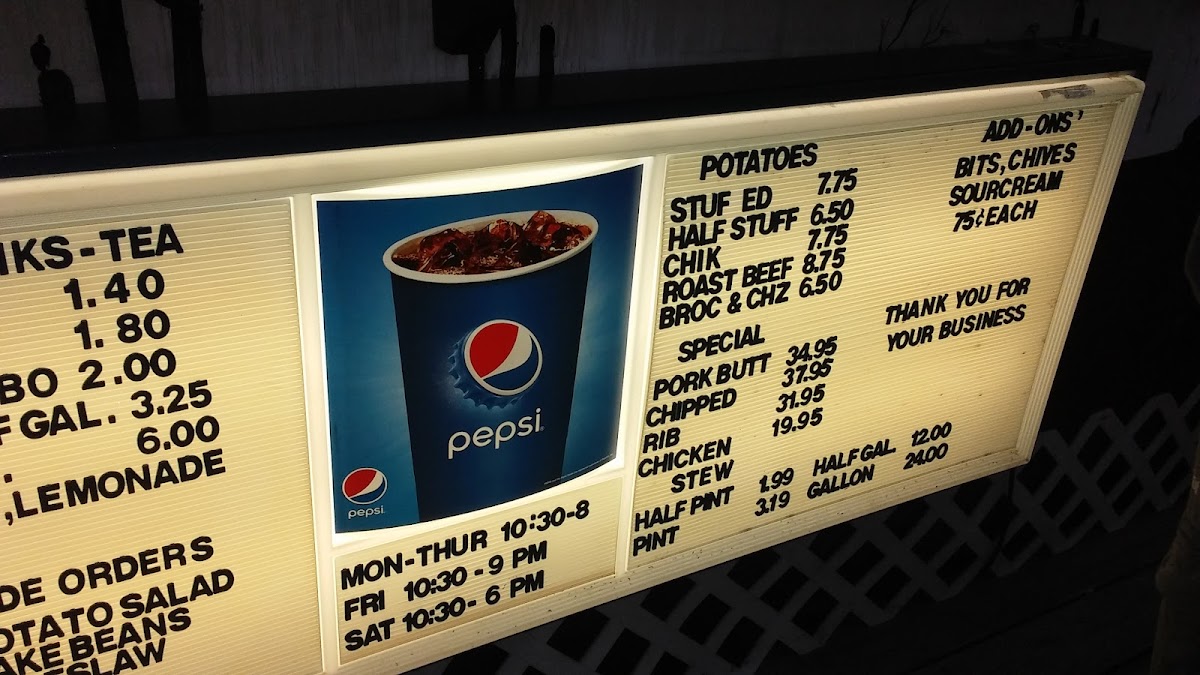 IKS - TEA
1.40
1.80
BO 2.00
F GAL. 3.25
. 6.00
,LEMONADE
DE ORDERS
OTATO SALAD
AKE BEANS
ESLAW
pepsi
pepsi
MON-THUR 10:30-8
FRI 10:30 - 9 PM
SAT 10:30- 6 PM
POTATOES
STUF ED 7.75
HALF STUFF 6.50
CHIK 7.75
ROAST BEEF 8.75
BROC & CHZ 6.50
SPECIAL
PORK BUTT 34.95
CHIPPED 37.95
RIB 31.95
CHICKEN 19.95
STEW
HALF PINT 1.99 HALF GAL 12.00
PINT 3.19 GALLON 24.00
ADD-ONS '
BITS, CHIVES
SOURCREAM
75¢ EACH
THANK YOU FOR
YOUR BUSINESS